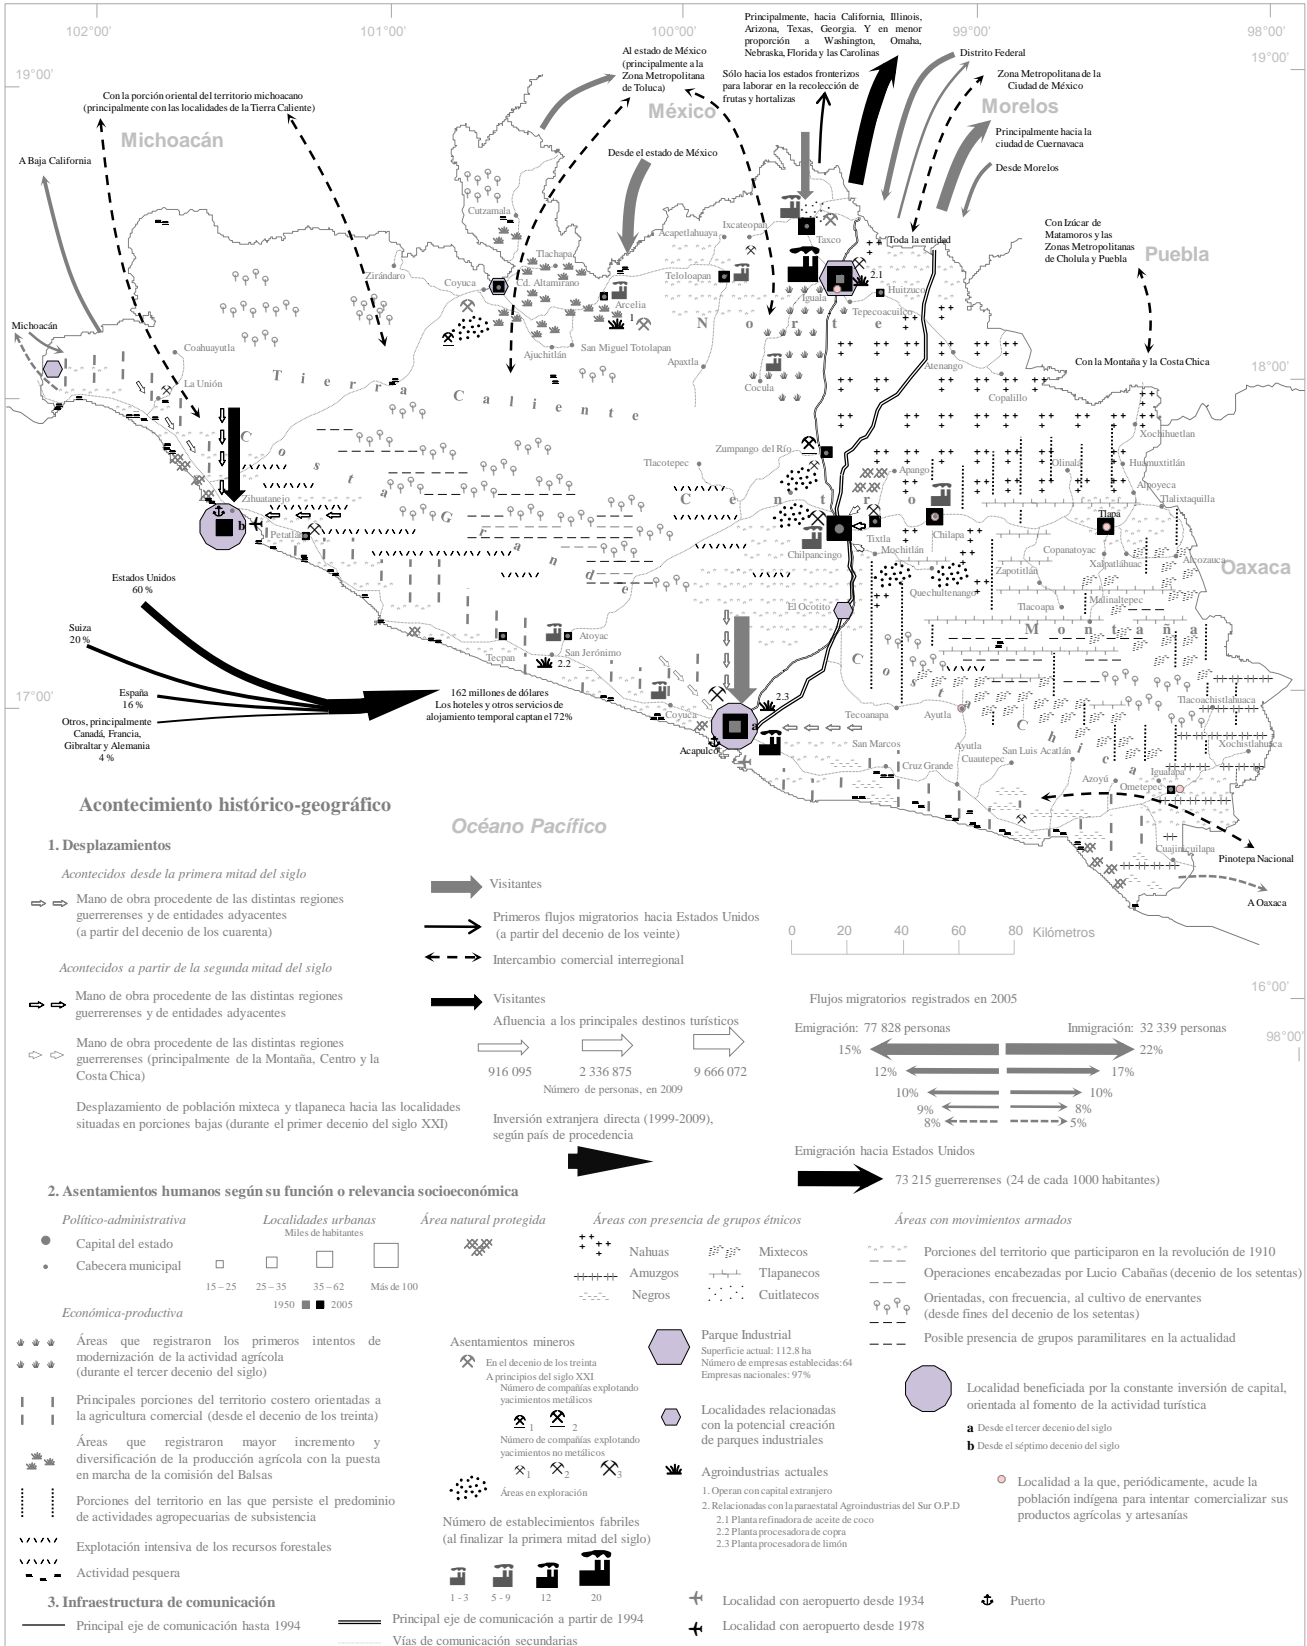 102°00'
101°00'
100°00'
99°00'
98°00'
19°00'
19°00'
18°00'
17°00'
16°00'
98°00'
Principalmente, hacia California, Illinois,
Arizona, Texas, Georgia. Y en menor
proporción a Washington, Omaha,
Nebraska, Florida y las Carolinas
Sólo hacia los estados fronterizos
para laborar en la recolección de
frutas y hortalizas
Al estado de México
(principalmente a la
Zona Metropolitana
de Toluca)
Distrito Federal
Zona Metropolitana de la
Ciudad de México
Morelos
Principalmente hacia la
ciudad de Cuernavaca
Desde Morelos
Con la porción oriental del territorio michoacano
(principalmente con las localidades de la Tierra Caliente)
Michoacán
México
Desde el estado de México
A Baja California
Con Izúcar de
Matamoros y las
Zonas Metropolitanas
de Cholula y Puebla
Puebla
Con la Montaña y la Costa Chica
Toda la entidad
Michoacán
Oaxaca
Cutzamala
Tlachapa
Zirándaro
Coyuca
Cd. Altamirano
Arcelia
1
Ajuchitlán
San Miguel Totolapan
Acapetlahuaya
Ixcateopan
Taxco
Teloloapan
Iguala
2.1
Huitzuco
Tepecoacuilco
Norte
Apaxtla
Cocula
Atenango
Copalillo
Coahuayutla
La Unión
Tierra Caliente
Costa Grande
Zihuatanejo
b
Petatlán
Tlacotepec
Zumpango del Río
Centro
Apango
Chilpancingo
Tixtla
Mochitlán
Chilapa
Quechultenango
Olinalá
Xochihuetlan
Huamuxtitlán
Alpoyeca
Tlalixtaquilla
Tlapa
Copanatoyac
Xalpatláhuac
Alcozauca
Zapotitlán
Malinaltepec
Tlacoapa
Montaña
El Ocotito
Tecpan
Atoyac
San Jerónimo
2.2
Coyuca
2.3
a
Acapulco
Costa Chica
Tecoanapa
Ayutla
San Marcos
Cruz Grande
Ayutla
Cuautepec
San Luis Acatlán
Azoyú
Igualapa
Ometepec
Tlacoachistlahuaca
Xochistlahuaca
Cuajinicuilapa
Pinotepa Nacional
A Oaxaca
Estados Unidos
60 %
Suiza
20 %
España
16 %
Otros, principalmente
Canadá, Francia,
Gibraltar y Alemania
4 %
162 millones de dólares
Los hoteles y otros servicios de
alojamiento temporal captan el 72%
Océano Pacífico
Acontecimiento histórico-geográfico
1. Desplazamientos
Acontecidos desde la primera mitad del siglo
Mano de obra procedente de las distintas regiones
guerrerenses y de entidades adyacentes
(a partir del decenio de los cuarenta)
Acontecidos a partir de la segunda mitad del siglo
Mano de obra procedente de las distintas regiones
guerrerenses y de entidades adyacentes
Mano de obra procedente de las distintas regiones
guerrerenses (principalmente de la Montaña, Centro y la
Costa Chica)
Desplazamiento de población mixteca y tlapaneca hacia las localidades
situadas en porciones bajas (durante el primer decenio del siglo XXI)
Visitantes
Primeros flujos migratorios hacia Estados Unidos
(a partir del decenio de los veinte)
Intercambio comercial interregional
Visitantes
Afluencia a los principales destinos turísticos
916 095
2 336 875
9 666 072
Número de personas, en 2009
Inversión extranjera directa (1999-2009),
según país de procedencia
0 20 40 60 80 Kilómetros
Flujos migratorios registrados en 2005
Emigración: 77 828 personas
Inmigración: 32 339 personas
15%
22%
12%
17%
10%
10%
9%
8%
8%
5%
Emigración hacia Estados Unidos
73 215 guerrerenses (24 de cada 1000 habitantes)
2. Asentamientos humanos según su función o relevancia socioeconómica
Político-administrativa
Capital del estado
Cabecera municipal
Localidades urbanas
Miles de habitantes
15 – 25
25 – 35
35 – 62
Más de 100
1950
2005
Área natural protegida
Áreas con presencia de grupos étnicos
Nahuas
Mixtecos
Amuzgos
Tlapanecos
Negros
Cuitlatecos
Áreas con movimientos armados
Porciones del territorio que participaron en la revolución de 1910
Operaciones encabezadas por Lucio Cabañas (decenio de los setentas)
Orientadas, con frecuencia, al cultivo de enervantes
(desde fines del decenio de los setentas)
Posible presencia de grupos paramilitares en la actualidad
Económica-productiva
Áreas que registraron los primeros intentos de
modernización de la actividad agrícola
(durante el tercer decenio del siglo)
Principales porciones del territorio costero orientadas a
la agricultura comercial (desde el decenio de los treinta)
Áreas que registraron mayor incremento y
diversificación de la producción agrícola con la puesta
en marcha de la comisión del Balsas
Porciones del territorio en las que persiste el predominio
de actividades agropecuarias de subsistencia
Explotación intensiva de los recursos forestales
Actividad pesquera
Asentamientos mineros
En el decenio de los treinta
A principios del siglo XXI
Número de compañías explotando
yacimientos metálicos
1
2
Número de compañías explotando
yacimientos no metálicos
1
2
3
Áreas en exploración
Número de establecimientos fabriles
(al finalizar la primera mitad del siglo)
1 - 3
5 - 9
12
20
Parque Industrial
Superficie actual: 112.8 ha
Número de empresas establecidas: 64
Empresas nacionales: 97%
Localidades relacionadas
con la potencial creación
de parques industriales
Agroindustrias actuales
1. Operan con capital extranjero
2. Relacionadas con la paraestatal Agroindustrias del Sur O.P.D
2.1 Planta refinadora de aceite de coco
2.2 Planta procesadora de copra
2.3 Planta procesadora de limón
Localidad beneficiada por la constante inversión de capital,
orientada al fomento de la actividad turística
a Desde el tercer decenio del siglo
b Desde el séptimo decenio del siglo
Localidad a la que, periódicamente, acude la
población indígena para intentar comercializar sus
productos agrícolas y artesanías
3. Infraestructura de comunicación
Principal eje de comunicación hasta 1994
Principal eje de comunicación a partir de 1994
Vías de comunicación secundarias
Localidad con aeropuerto desde 1934
Localidad con aeropuerto desde 1978
Puerto